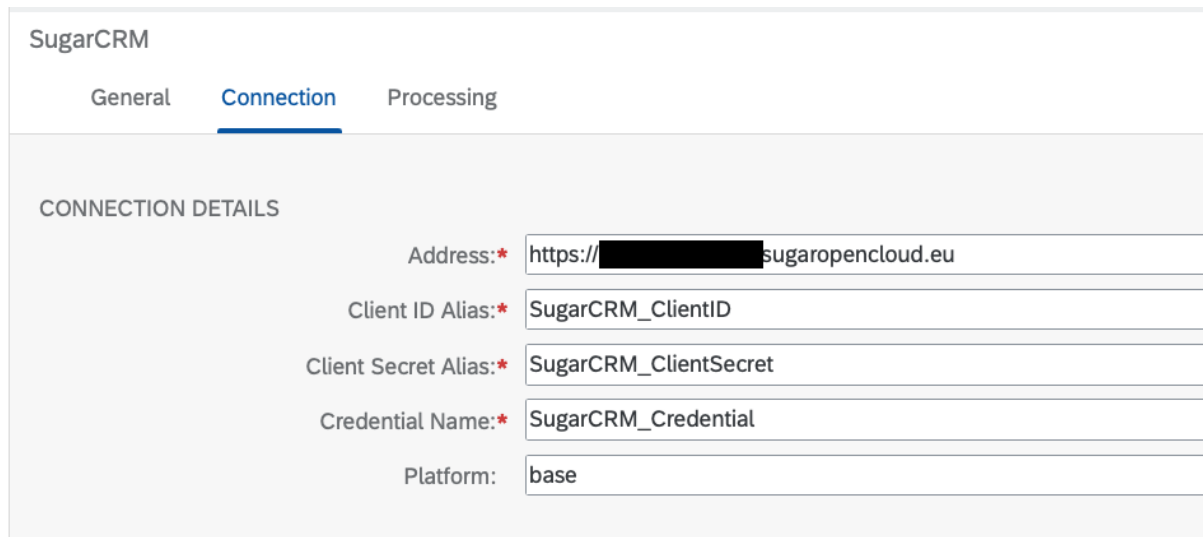 SugarCRM
General Connection Processing
CONNECTION DETAILS
Address:* https:// sugaropencloud.eu
Client ID Alias:* SugarCRM_ClientID
Client Secret Alias:* SugarCRM_ClientSecret
Credential Name:* SugarCRM_Credential
Platform: base